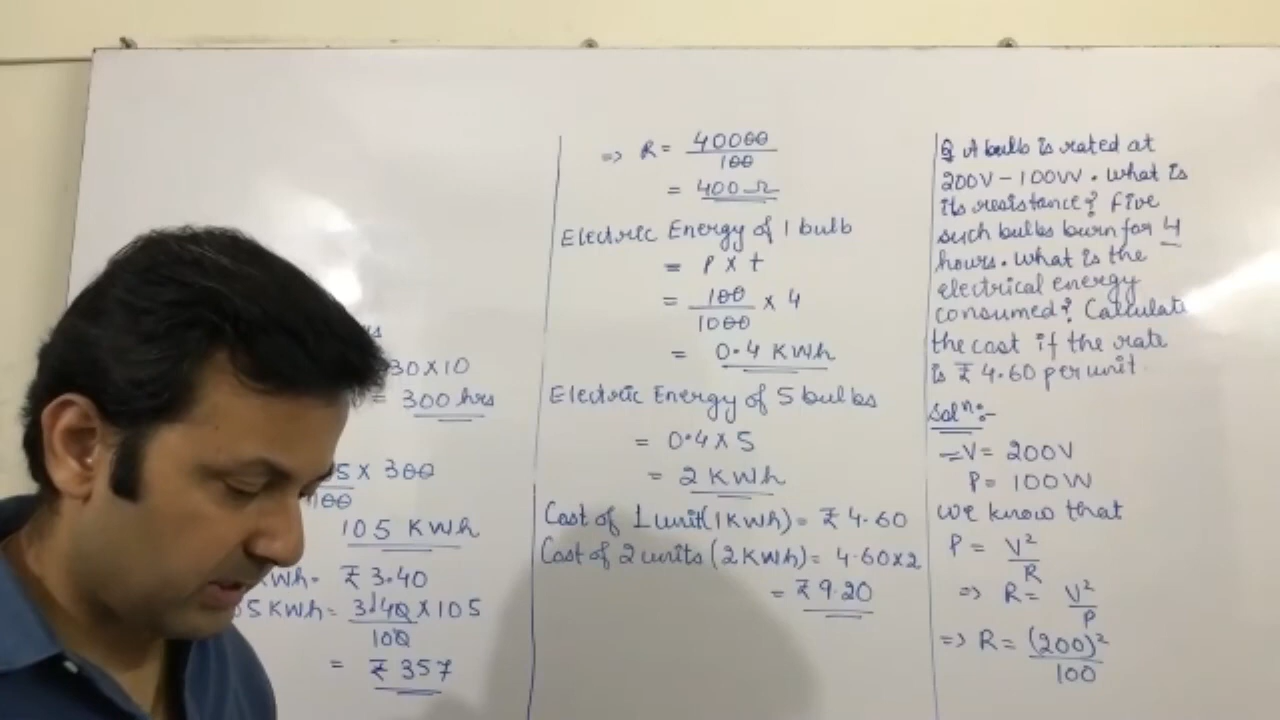 30×10
= 300 hrs
5 × 300
100
105 KWh
KWh = ₹ 3.40
5 KWh = 340 × 105
100
= ₹ 357
=> R = 40000
100
= 400 Ω
Electric Energy of 1 bulb
= P × t
= 100 × 4
1000
= 0.4 KWh
Electric Energy of 5 bulbs
= 0.4 × 5
= 2 KWh
Cost of 1 unit (1KWh) = ₹ 4.60
Cost of 2 units (2 KWh) = 4.60×2
= ₹ 9.20
Q A bulb is rated at
200V - 100W. What is
its resistance? Five
such bulbs burn for 4
hours. What is the
electrical energy
consumed? Calculate
the cost if the rate
is ₹ 4.60 per unit.
Solⁿ:-
V = 200V
P = 100W
we know that
P = V²
R
=> R = V²
P
=> R = (200)²
100